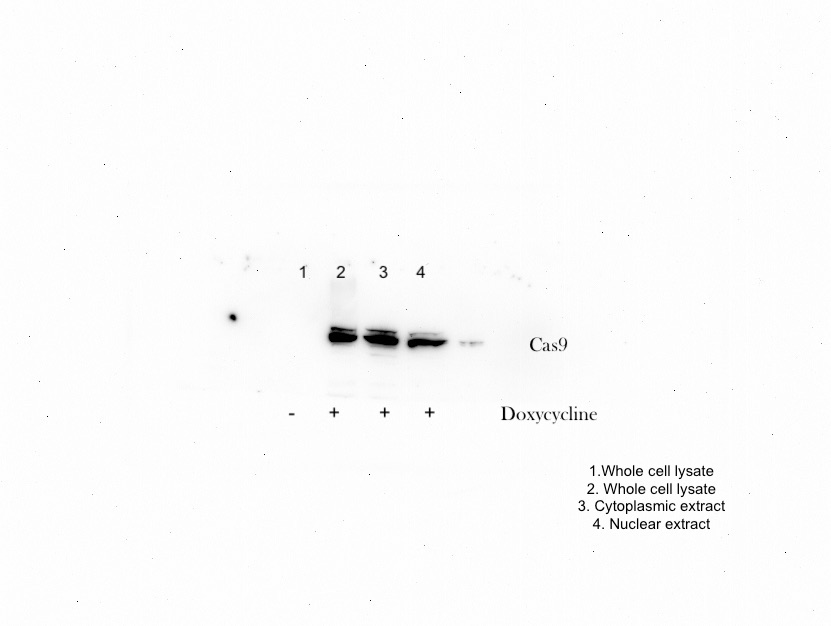 1 2 3 4
Cas9
- + + + Doxycycline
1.Whole cell lysate
2. Whole cell lysate
3. Cytoplasmic extract
4. Nuclear extract